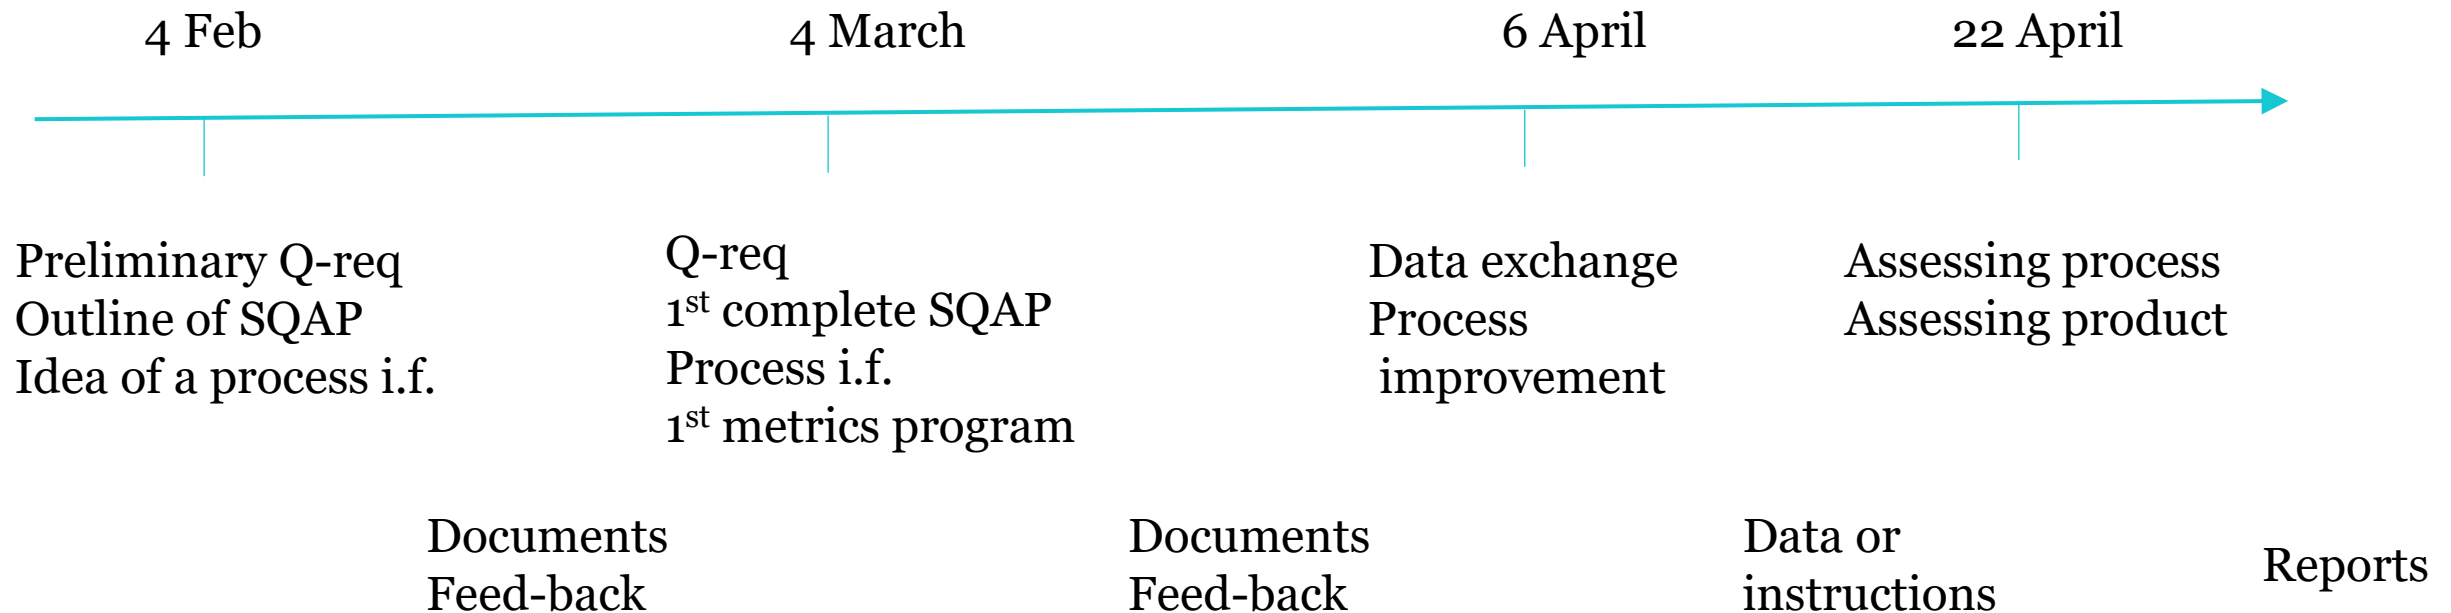 4 Feb
4 March
6 April
22 April
Preliminary Q-req
Outline of SQAP
Idea of a process i.f.
Q-req
1st complete SQAP
Process i.f.
1st metrics program
Data exchange
Process
improvement
Assessing process
Assessing product
Documents
Feed-back
Documents
Feed-back
Data or
instructions
Reports